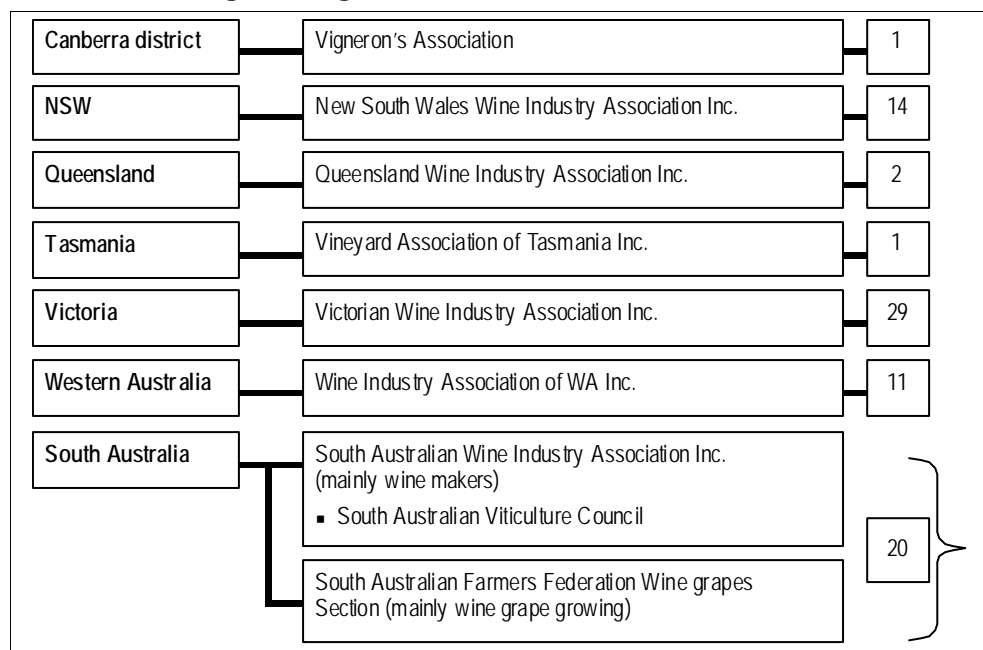 Canberra district
Vigneron's Association
1
NSW
New South Wales Wine Industry Association Inc.
14
Queensland
Queensland Wine Industry Association Inc.
2
Tasmania
Vineyard Association of Tasmania Inc.
1
Victoria
Victorian Wine Industry Association Inc.
29
Western Australia
Wine Industry Association of WA Inc.
11
South Australia
South Australian Wine Industry Association Inc.
(mainly wine makers)
▪ South Australian Viticulture Council
20
South Australian Farmers Federation Wine grapes
Section (mainly wine grape growing)